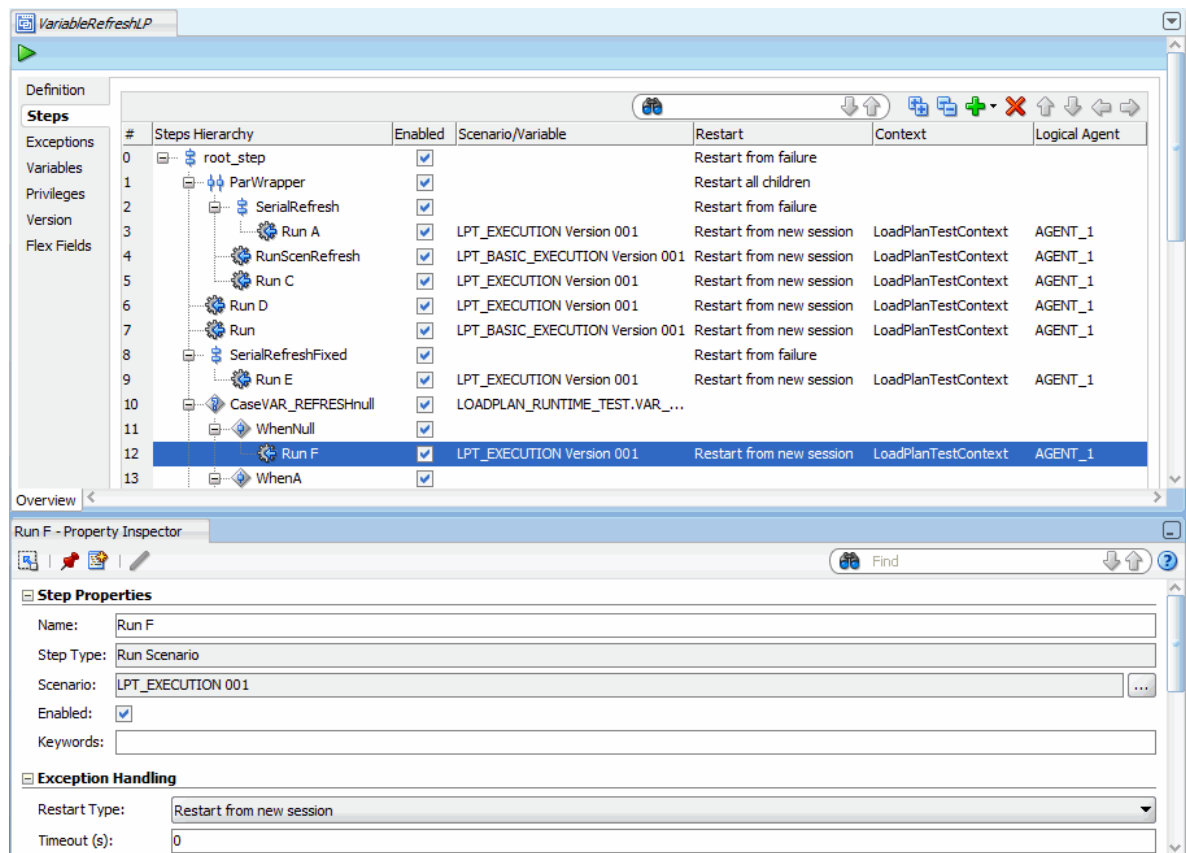 VariableRefreshLP
Definition
Steps
Exceptions
Variables
Privileges
Version
Flex Fields
# Steps Hierarchy Enabled Scenario/Variable Restart Context Logical Agent
0 root_step Restart from failure
1 ParWrapper Restart all children
2 SerialRefresh Restart from failure
3 Run A LPT_EXECUTION Version 001 Restart from new session LoadPlanTestContext AGENT_1
4 RunScenRefresh LPT_BASIC_EXECUTION Version 001 Restart from new session LoadPlanTestContext AGENT_1
5 Run C LPT_EXECUTION Version 001 Restart from new session LoadPlanTestContext AGENT_1
6 Run D LPT_EXECUTION Version 001 Restart from new session LoadPlanTestContext AGENT_1
7 Run LPT_BASIC_EXECUTION Version 001 Restart from new session LoadPlanTestContext AGENT_1
8 SerialRefreshFixed Restart from failure
9 Run E LPT_EXECUTION Version 001 Restart from new session LoadPlanTestContext AGENT_1
10 CaseVAR_REFRESHnull LOADPLAN_RUNTIME_TEST.VAR_...
11 WhenNull
12 Run F LPT_EXECUTION Version 001 Restart from new session LoadPlanTestContext AGENT_1
13 WhenA
Overview
Run F - Property Inspector
Find
Step Properties
Name: Run F
Step Type: Run Scenario
Scenario: LPT_EXECUTION 001 ...
Enabled:
Keywords:
Exception Handling
Restart Type: Restart from new session
Timeout (s): 0